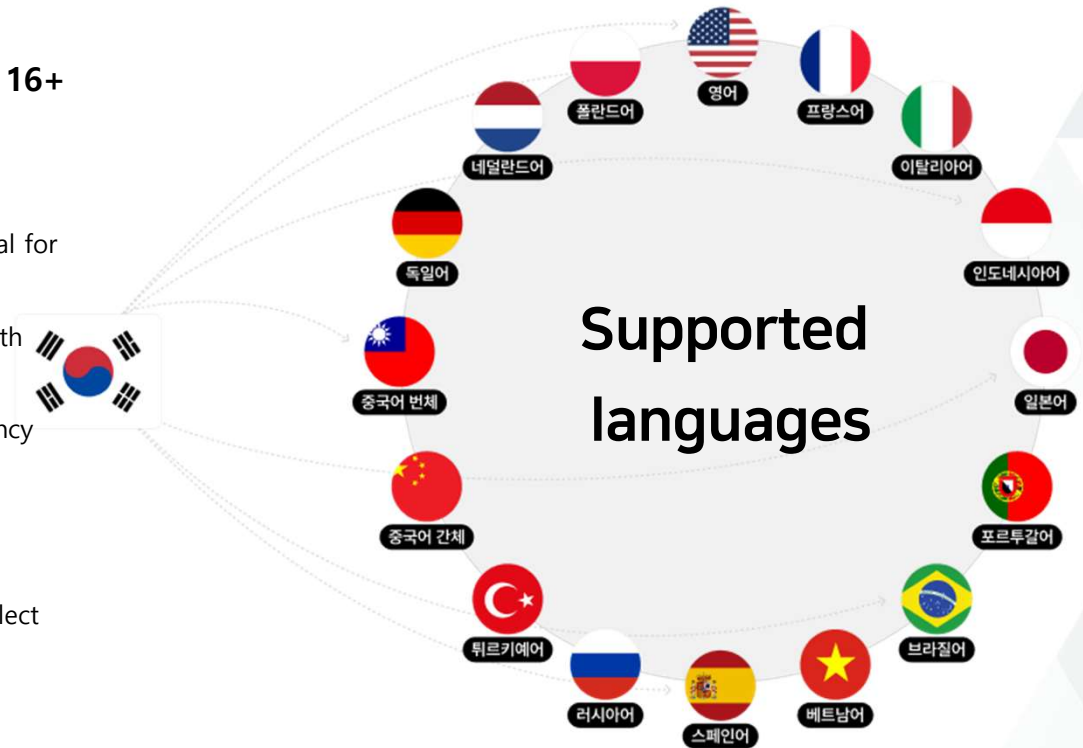 16+
al for
th
ncy
lect
영어
프랑스어
이탈리아어
인도네시아어
일본어
포르투갈어
브라질어
베트남어
스페인어
러시아어
튀르키예어
중국어 간체
중국어 번체
독일어
네덜란드어
폴란드어
Supported
languages